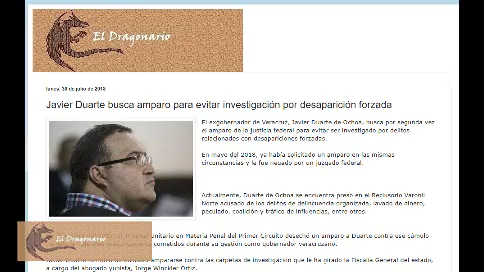 El Dragonario
lunes, 30 de julio de 2018
Javier Duarte busca amparo para evitar investigación por desaparición forzada
El exgobernador de Veracruz, Javier Duarte de Ochoa, busca por segunda vez
el amparo de la justicia federal para evitar ser investigado por delitos
relacionados con desapariciones forzadas.
En mayo del 2018, ya había solicitado un amparo en las mismas
circunstancias y le fue negado por un juzgado federal.
Actualmente, Duarte de Ochoa se encuentra preso en el Reclusorio Varonil
Norte acusado de los delitos de delincuencia organizada, lavado de dinero,
peculado, coalición y tráfico de influencias, entre otros.
Unitario en Materia Penal del Primer Circuito desechó un amparo a Duarte contra ese cúmulo
cometidos durante su gestión como gobernador veracruzano.
El Dragonario
ampararse contra las carpetas de investigación que le ha girado la Fiscalía General del estado,
a cargo del abogado yunista, Jorge Winckler Ortiz.